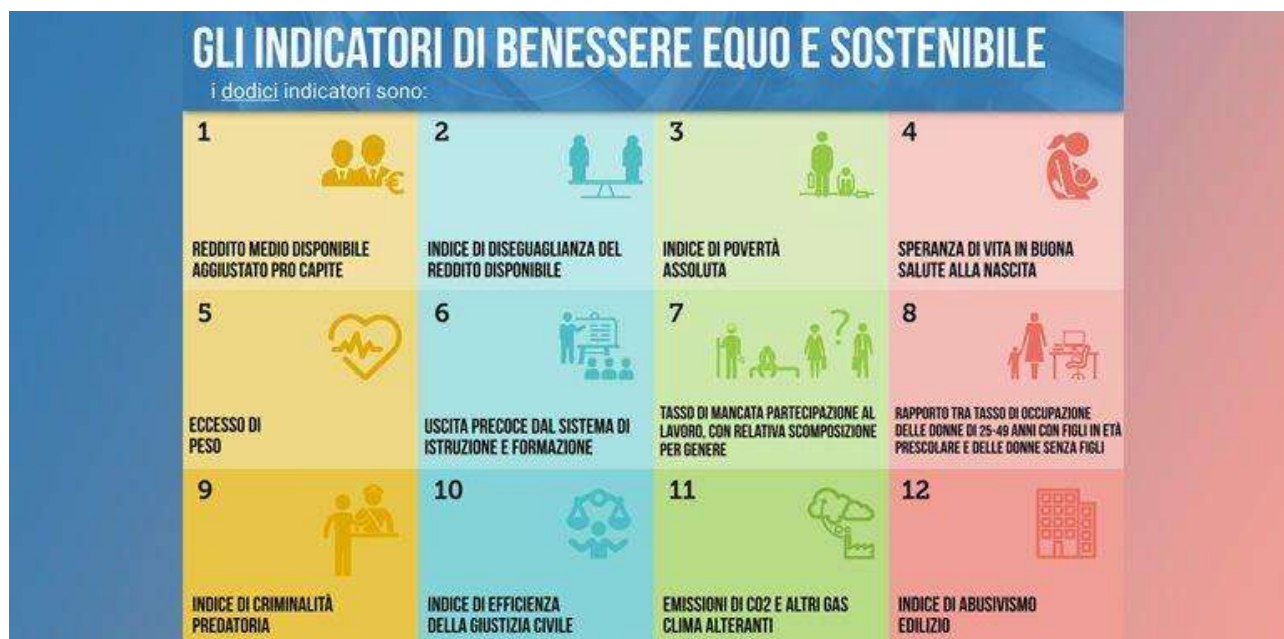 GLI INDICATORI DI BENESSERE EQUO E SOSTENIBILE
i dodici indicatori sono:
1
REDDITO MEDIO DISPONIBILE
AGGIUSTATO PRO CAPITE
2
INDICE DI DISEGUAGLIANZA DEL
REDDITO DISPONIBILE
3
INDICE DI POVERTÀ
ASSOLUTA
4
SPERANZA DI VITA IN BUONA
SALUTE ALLA NASCITA
5
ECCESSO DI
PESO
6
USCITA PRECOCE DAL SISTEMA DI
ISTRUZIONE E FORMAZIONE
7
?
TASSO DI MANCATA PARTECIPAZIONE AL
LAVORO, CON RELATIVA SCOMPOSIZIONE
PER GENERE
8
RAPPORTO TRA TASSO DI OCCUPAZIONE
DELLE DONNE DI 25-49 ANNI CON FIGLI IN ETÀ
PRESCOLARE E DELLE DONNE SENZA FIGLI
9
INDICE DI CRIMINALITÀ
PREDATORIA
10
INDICE DI EFFICIENZA
DELLA GIUSTIZIA CIVILE
11
EMISSIONI DI CO2 E ALTRI GAS
CLIMA ALTERANTI
12
INDICE DI ABUSIVISMO
EDILIZIO